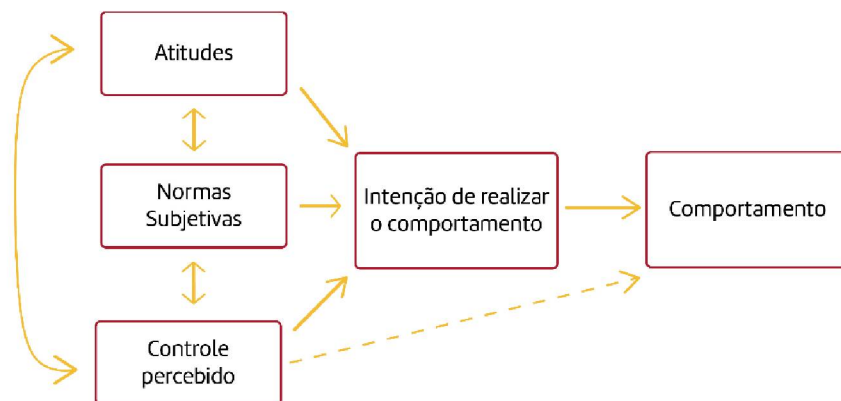 Atitudes
Normas
Subjetivas
Intenção de realizar
o comportamento
Comportamento
Controle
percebido